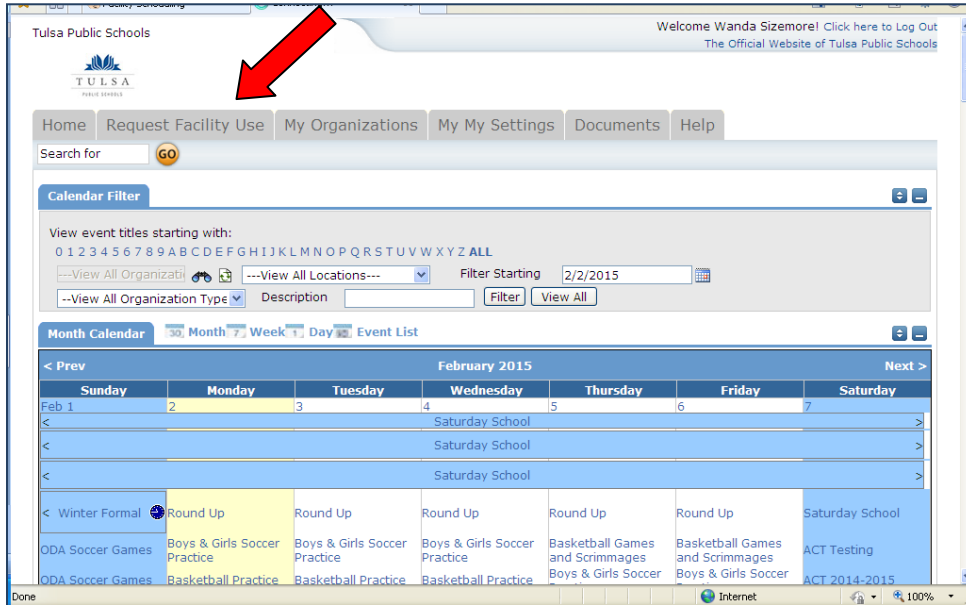 Tulsa Public Schools
Welcome Wanda Sizemore! Click here to Log Out
The Official Website of Tulsa Public Schools
TULSA
PUBLIC SCHOOLS
Home Request Facility Use My Organizations My My Settings Documents Help
Search for GO
Calendar Filter
View event titles starting with:
0 1 2 3 4 5 6 7 8 9 A B C D E F G H I J K L M N O P Q R S T U V W X Y Z ALL
---View All Organizati ---View All Locations--- Filter Starting 2/2/2015
--View All Organization Type Description Filter View All
Month Calendar 30 Month 7 Week 1 Day Event List
< Prev February 2015 Next >
Sunday Monday Tuesday Wednesday Thursday Friday Saturday
Feb 1 2 3 4 5 6 7
< Saturday School >
< Saturday School >
< Saturday School >
< Winter Formal Round Up Round Up Round Up Round Up Round Up Saturday School
ODA Soccer Games Boys & Girls Soccer Practice Boys & Girls Soccer Practice Boys & Girls Soccer Practice Basketball Games and Scrimmages Basketball Games and Scrimmages ACT Testing
ODA Soccer Games Basketball Practice Basketball Practice Basketball Practice Boys & Girls Soccer Boys & Girls Soccer ACT 2014-2015
Done Internet 100%